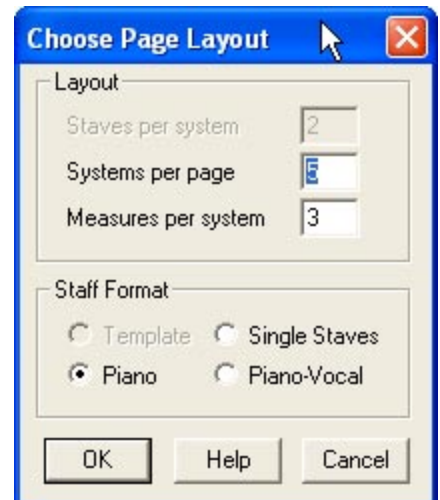 Choose Page Layout
Layout
Staves per system 2
Systems per page 5
Measures per system 3
Staff Format
Template Single Staves
Piano Piano-Vocal
OK Help Cancel